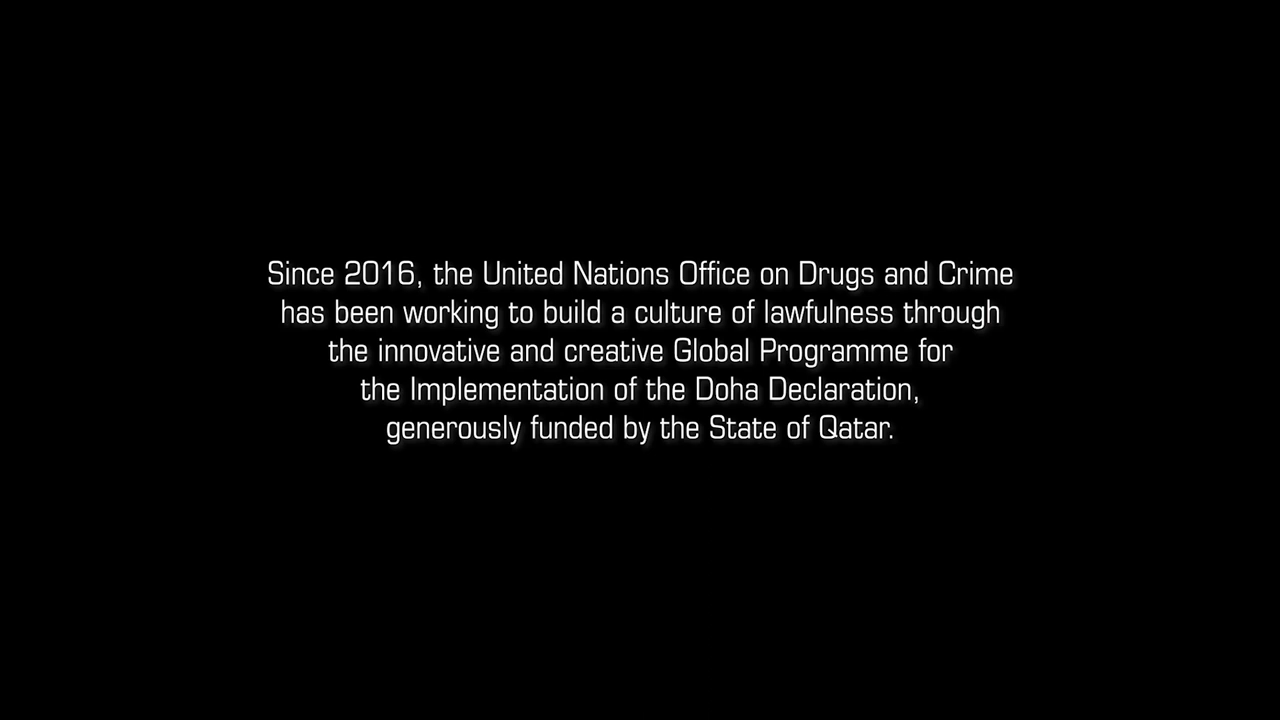 Since 2016, the United Nations Office on Drugs and Crime
has been working to build a culture of lawfulness through
the innovative and creative Global Programme for
the Implementation of the Doha Declaration,
generously funded by the State of Qatar.